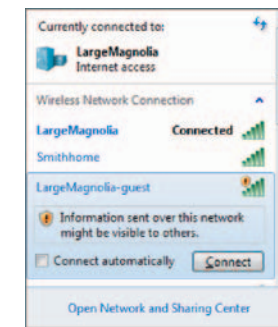 Currently connected to:
LargeMagnolia
Internet access
Wireless Network Connection
LargeMagnolia Connected
Smithhome
LargeMagnolia-guest
Information sent over this network
might be visible to others.
Connect automatically Connect
Open Network and Sharing Center